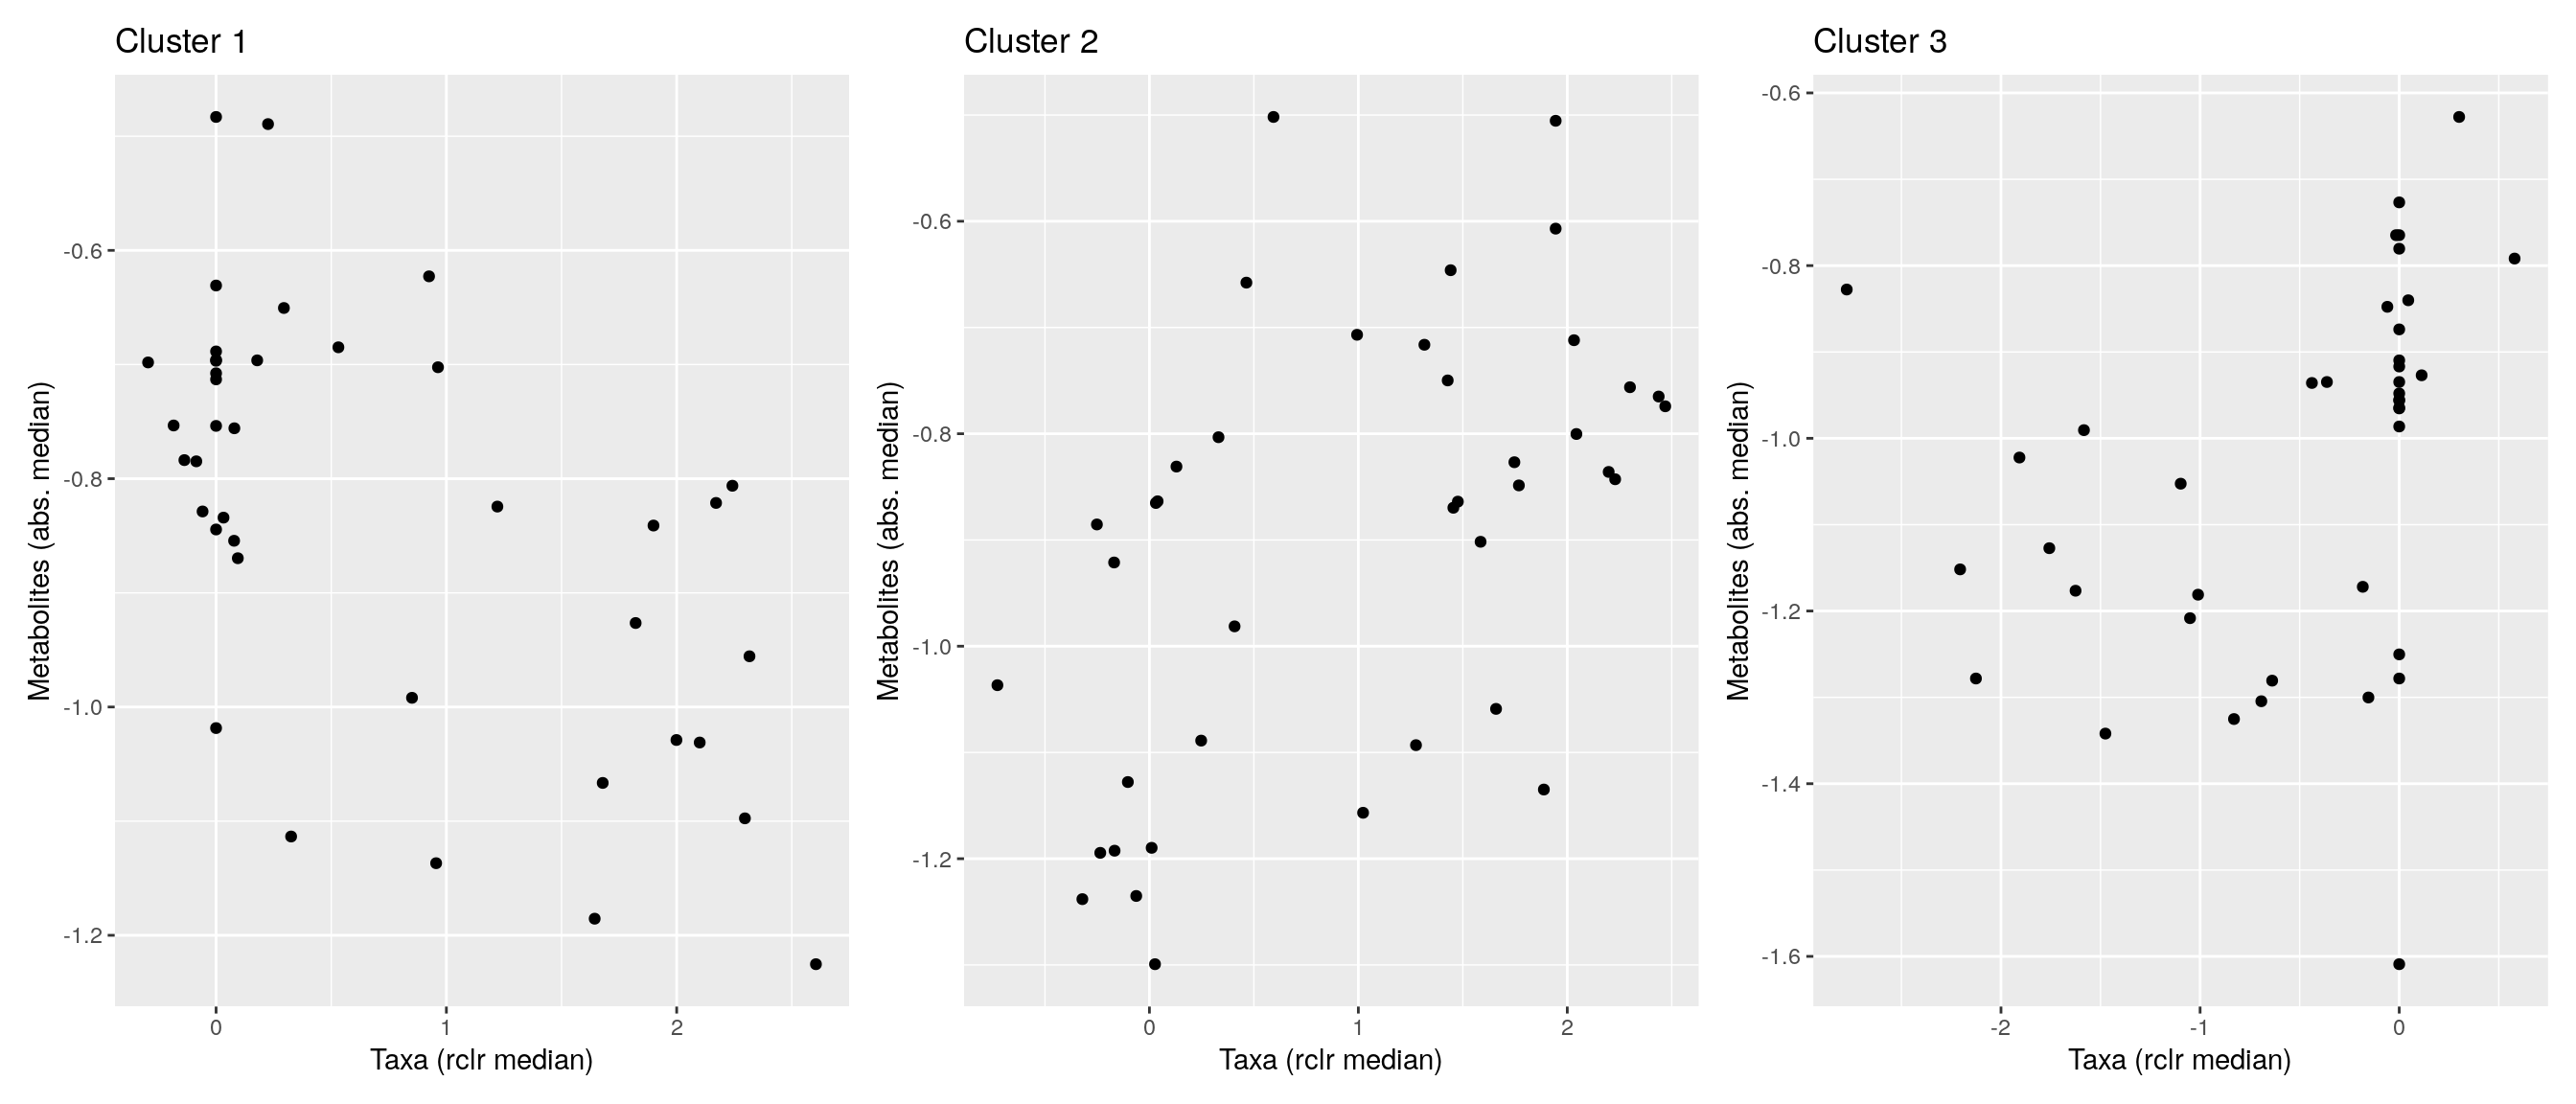 Cluster 1
Cluster 2
Cluster 3
Metabolites (abs. median)
-0.6
-0.8
-1.0
-1.2
0
1
2
Taxa (rclr median)
Metabolites (abs. median)
-0.6
-0.8
-1.0
-1.2
0
1
2
Taxa (rclr median)
Metabolites (abs. median)
-0.6
-0.8
-1.0
-1.2
-1.4
-1.6
-2
-1
0
Taxa (rclr median)